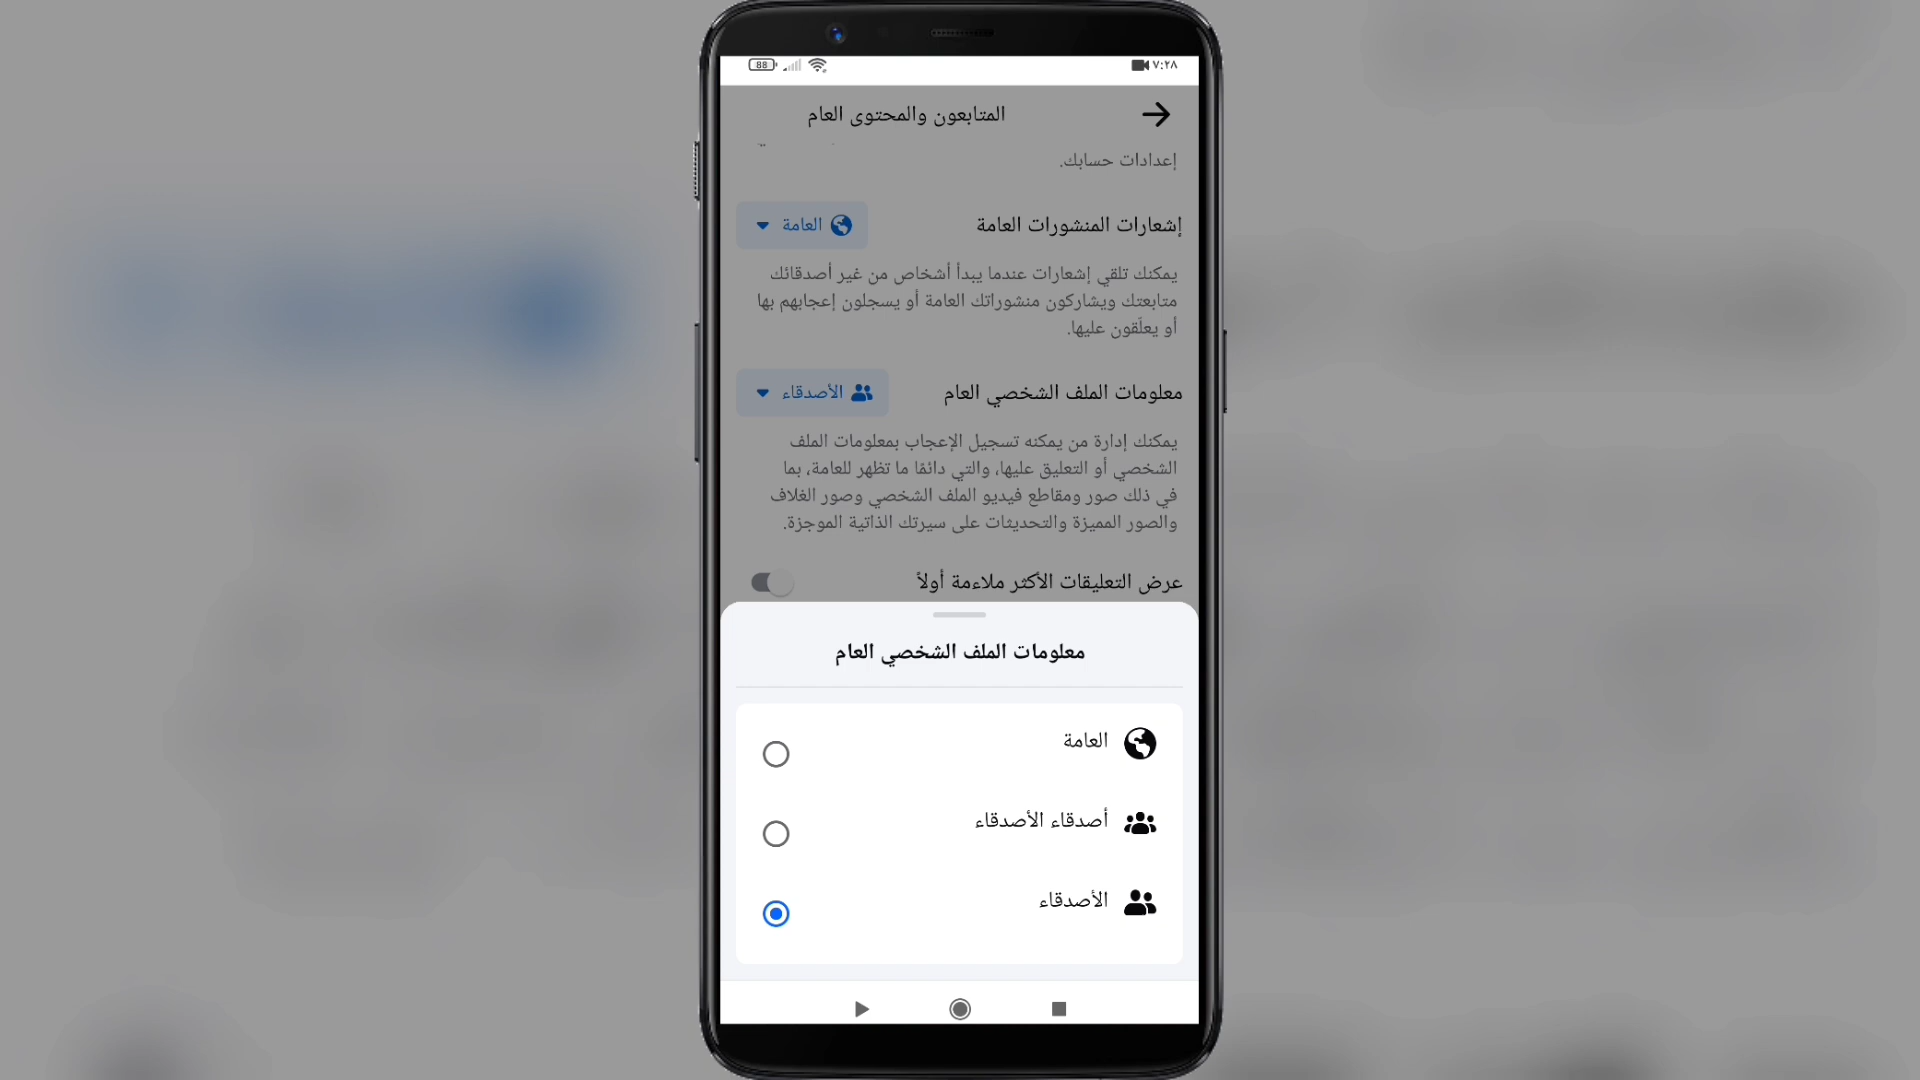 88
٧:٢٨
المتابعون والمحتوى العام
إعدادات حسابك.
إشعارات المنشورات العامة
العامة
يمكنك تلقي إشعارات عندما يبدأ أشخاص من غير أصدقائك
متابعتك ويشاركون منشوراتك العامة أو يسجلون إعجابهم بها
أو يعلّقون عليها.
معلومات الملف الشخصي العام
الأصدقاء
يمكنك إدارة من يمكنه تسجيل الإعجاب بمعلومات الملف
الشخصي أو التعليق عليها، والتي دائمًا ما تظهر للعامة، بما
في ذلك صور ومقاطع فيديو الملف الشخصي وصور الغلاف
والصور المميزة والتحديثات على سيرتك الذاتية الموجزة.
عرض التعليقات الأكثر ملاءمة أولاً
معلومات الملف الشخصي العام
العامة
أصدقاء الأصدقاء
الأصدقاء